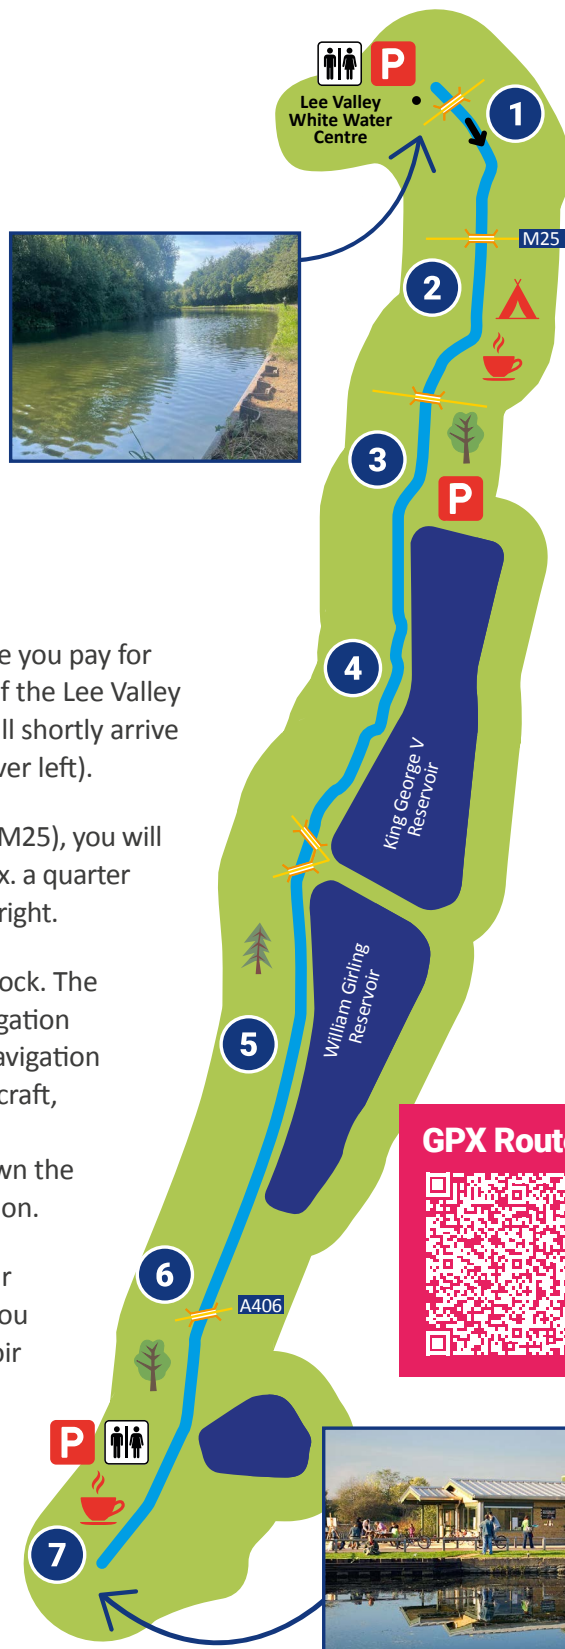 P
Lee Valley
White Water
Centre
1
M25
2
3
P
e you pay for
f the Lee Valley
ll shortly arrive
ver left).
4
King George V
Reservoir
M25), you will
x. a quarter
right.
ock. The
gation
avigation
craft,
wn the
on.
William Girling
Reservoir
5
GPX Route
6
r
ou
oir
A406
P
7